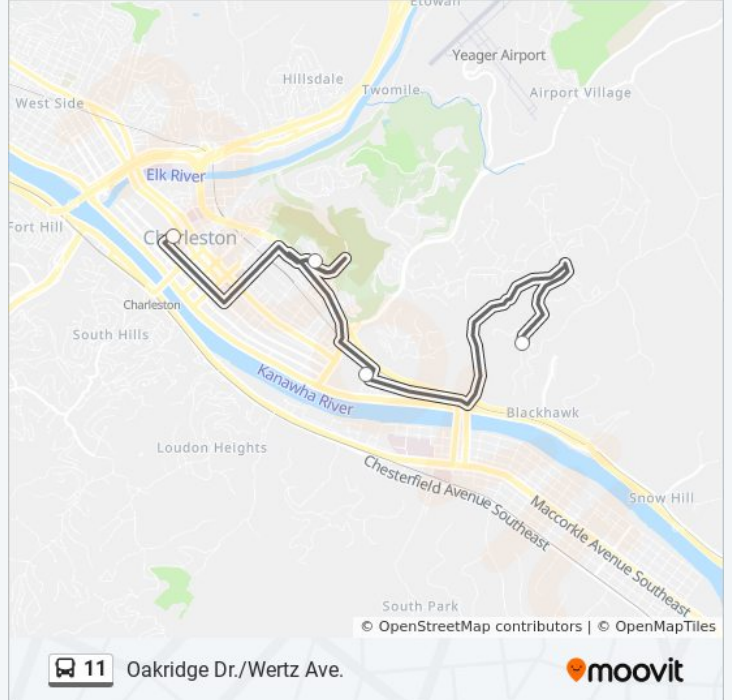 Etowah
Yeager Airport
Hillsdale
Twomile
Airport Village
West Side
Elk River
Fort Hill
Charleston
Charleston
South Hills
Kanawha River
Blackhawk
Loudon Heights
Chesterfield Avenue Southeast
Snow Hill
Maccorkle Avenue Southeast
South Park
© OpenStreetMap contributors | © OpenMapTiles
11 Oakridge Dr./Wertz Ave.
moovit